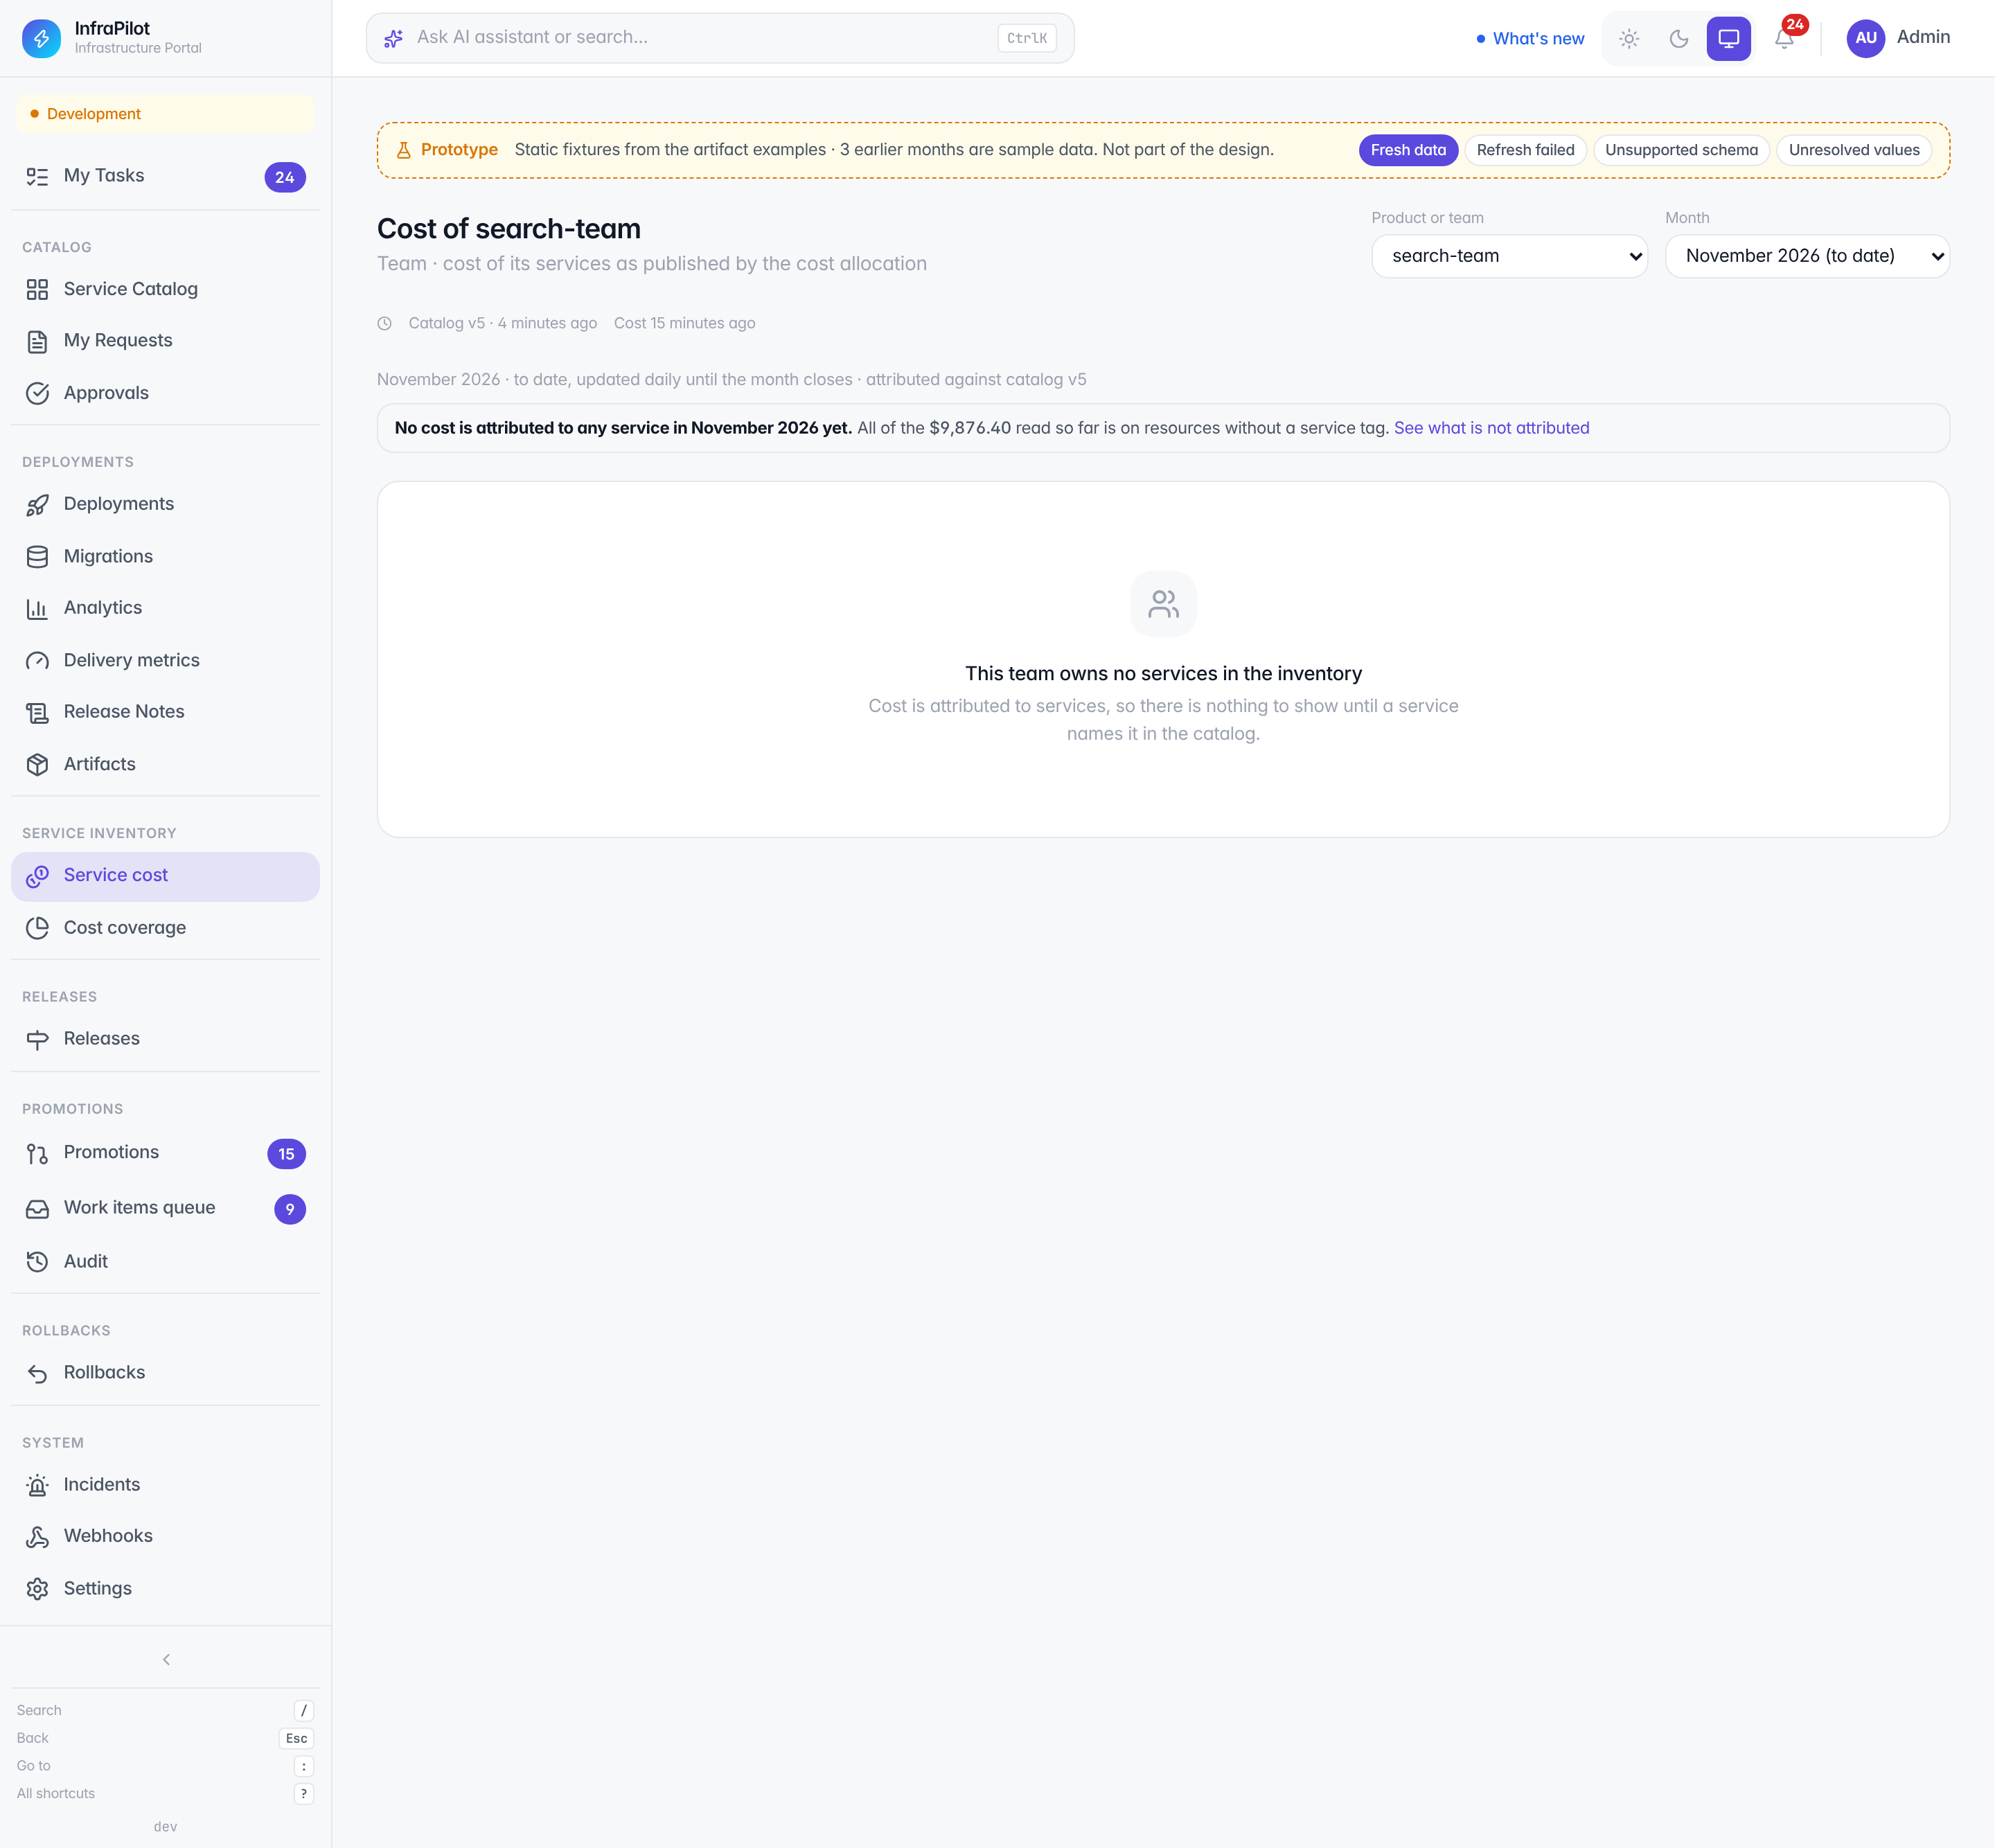 InfraPilot
Infrastructure Portal
Ask AI assistant or search...
CtrlK
What's new
24
AU
Admin
Development
My Tasks
24
CATALOG
Service Catalog
My Requests
Approvals
DEPLOYMENTS
Deployments
Migrations
Analytics
Delivery metrics
Release Notes
Artifacts
SERVICE INVENTORY
Service cost
Cost coverage
RELEASES
Releases
PROMOTIONS
Promotions
15
Work items queue
9
Audit
ROLLBACKS
Rollbacks
SYSTEM
Incidents
Webhooks
Settings
Search /
Back Esc
Go to :
All shortcuts ?
dev
Prototype Static fixtures from the artifact examples · 3 earlier months are sample data. Not part of the design.
Fresh data
Refresh failed
Unsupported schema
Unresolved values
Cost of search-team
Team · cost of its services as published by the cost allocation
Product or team
search-team
Month
November 2026 (to date)
Catalog v5 · 4 minutes ago Cost 15 minutes ago
November 2026 · to date, updated daily until the month closes · attributed against catalog v5
No cost is attributed to any service in November 2026 yet. All of the $9,876.40 read so far is on resources without a service tag. See what is not attributed
This team owns no services in the inventory
Cost is attributed to services, so there is nothing to show until a service
names it in the catalog.